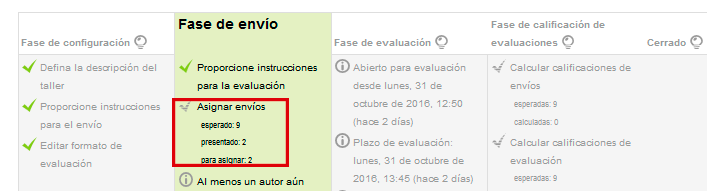 Fase de configuración
Defina la descripción del
taller
Proporcione instrucciones
para el envío
Editar formato de
evaluación
Fase de envío
Proporcione instrucciones
para la evaluación
Asignar envíos
esperado: 9
presentado: 2
para asignar: 2
Al menos un autor aún
Fase de evaluación
Abierto para evaluación
desde lunes, 31 de
octubre de 2016, 12:50
(hace 2 días)
Plazo de evaluación:
lunes, 31 de octubre de
2016, 13:45 (hace 2 días)
Fase de calificación de
evaluaciones
Calcular calificaciones de
envíos
esperadas: 9
calculadas: 0
Calcular calificaciones de
evaluación
esperadas: 9
Cerrado